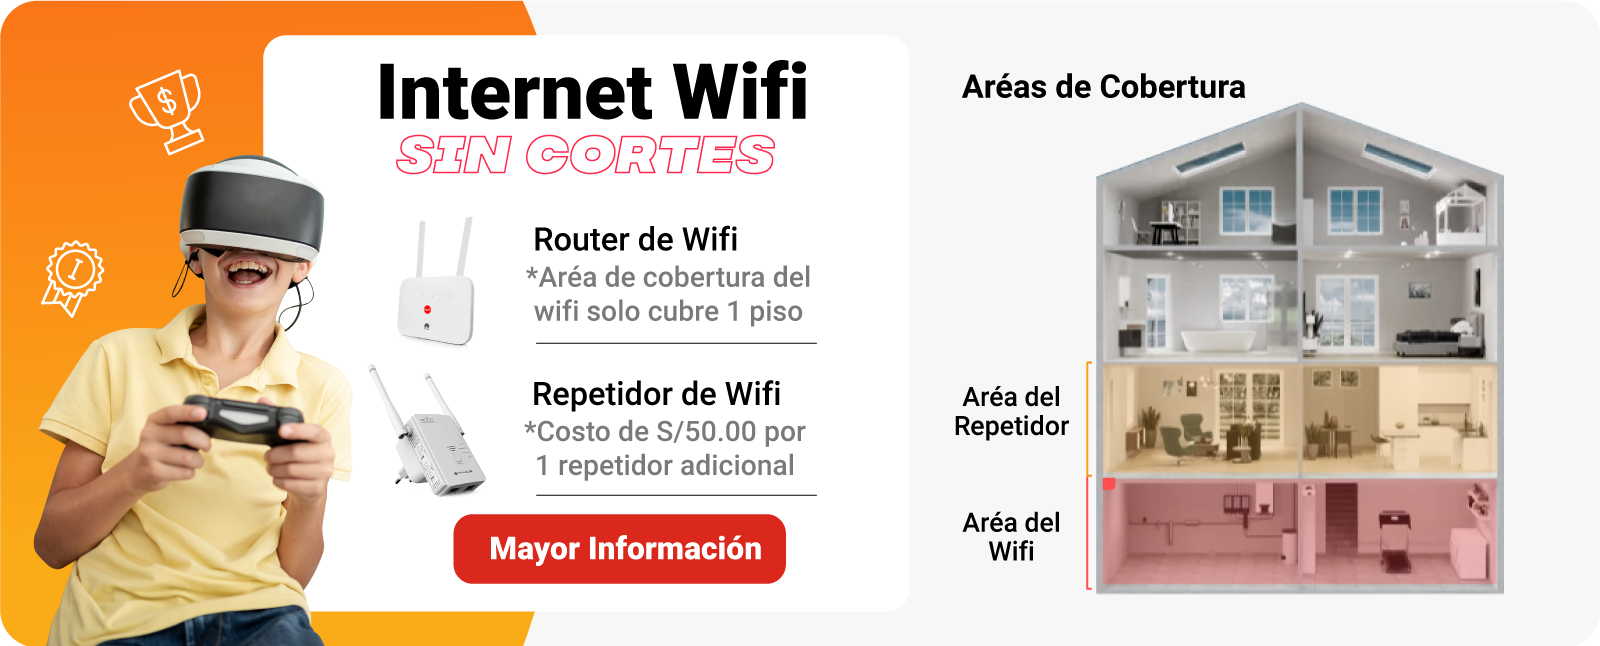 Internet Wifi
SIN CORTES
Router de Wifi
*Aréa de cobertura del
wifi solo cubre 1 piso
Repetidor de Wifi
*Costo de S/50.00 por
1 repetidor adicional
Mayor Información
Aréas de Cobertura
Aréa del
Repetidor
Aréa del
Wifi